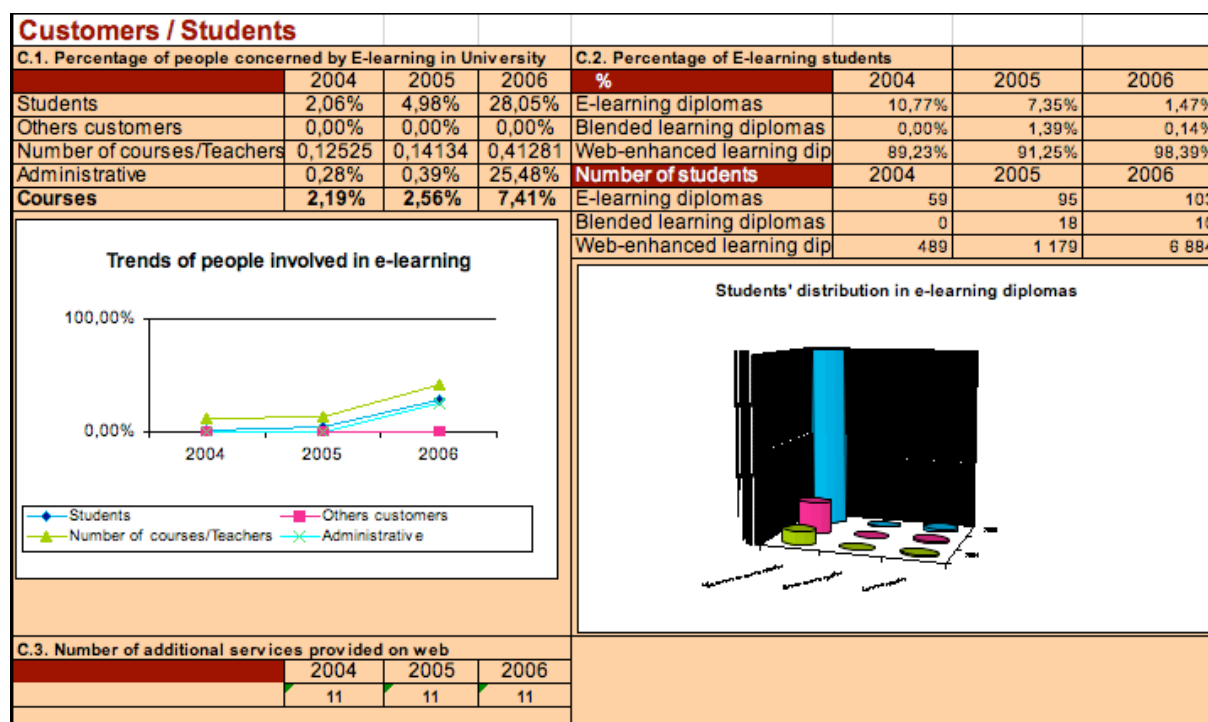 Customers / Students
C.1. Percentage of people concerned by E-learning in University
2004 2005 2006
Students 2,06% 4,98% 28,05%
Others customers 0,00% 0,00% 0,00%
Number of courses/Teachers 0,12525 0,14134 0,41281
Administrative 0,28% 0,39% 25,48%
Courses 2,19% 2,56% 7,41%
Trends of people involved in e-learning
100,00%
0,00%
2004 2005 2006
Students Others customers
Number of courses/Teachers Administrative
C.2. Percentage of E-learning students
% 2004 2005 2006
E-learning diplomas 10,77% 7,35% 1,47%
Blended learning diplomas 0,00% 1,39% 0,14%
Web-enhanced learning dip 89,23% 91,25% 98,39%
Number of students 2004 2005 2006
E-learning diplomas 59 95 103
Blended learning diplomas 0 18 10
Web-enhanced learning dip 489 1 179 6 884
Students' distribution in e-learning diplomas
C.3. Number of additional services provided on web
2004 2005 2006
11 11 11